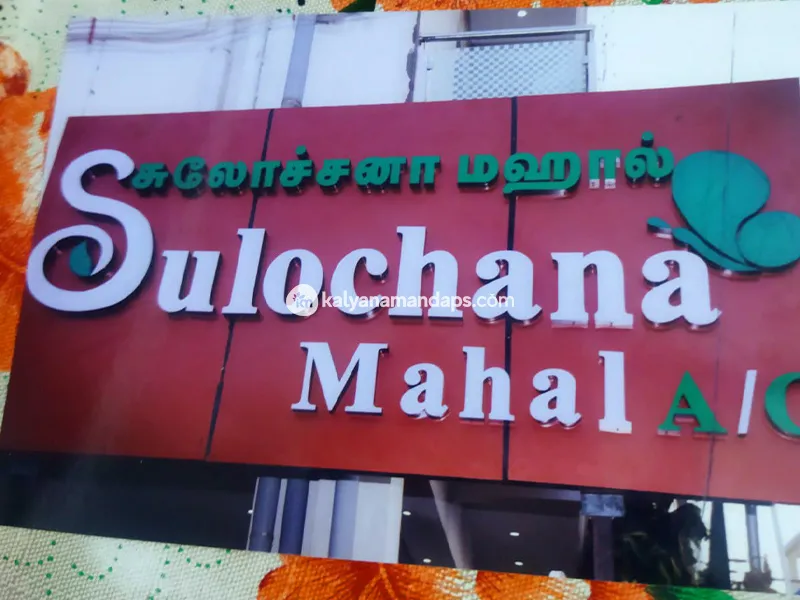 சுலோச்சனா மஹால்
Sulochana
kalyanamandaps.com
Mahal A/C